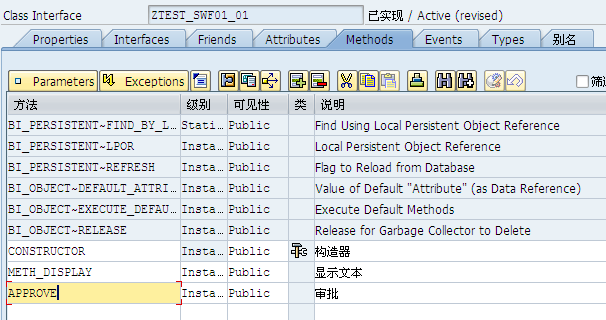 Class Interface ZTEST_SWF01_01 已实现 / Active (revised)
Properties Interfaces Friends Attributes Methods Events Types 别名
Parameters Exceptions 筛
方法 级别 可见性 类 说明
BI_PERSISTENT~FIND_BY_L... Stati... Public Find Using Local Persistent Object Reference
BI_PERSISTENT~LPOR Insta... Public Local Persistent Object Reference
BI_PERSISTENT~REFRESH Insta... Public Flag to Reload from Database
BI_OBJECT~DEFAULT_ATTRI... Insta... Public Value of Default "Attribute" (as Data Reference)
BI_OBJECT~EXECUTE_DEFAU... Insta... Public Execute Default Methods
BI_OBJECT~RELEASE Insta... Public Release for Garbage Collector to Delete
CONSTRUCTOR Insta... Public 构造器
METH_DISPLAY Insta... Public 显示文本
APPROVE Insta... Public 审批